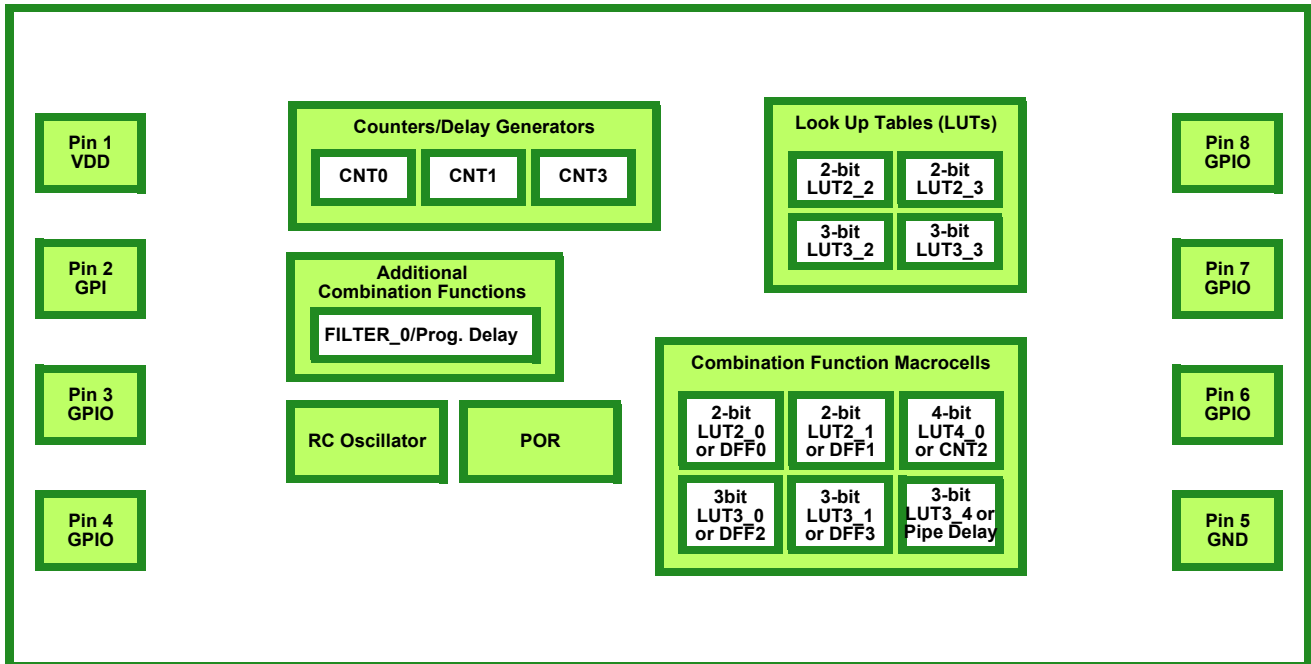 Pin 1
VDD
Pin 2
GPI
Pin 3
GPIO
Pin 4
GPIO
Counters/Delay Generators
CNT0
CNT1
CNT3
Additional
Combination Functions
FILTER_0/Prog. Delay
RC Oscillator
POR
Look Up Tables (LUTs)
2-bit
LUT2_2
2-bit
LUT2_3
3-bit
LUT3_2
3-bit
LUT3_3
Combination Function Macrocells
2-bit
LUT2_0
or DFF0
2-bit
LUT2_1
or DFF1
4-bit
LUT4_0
or CNT2
3bit
LUT3_0
or DFF2
3-bit
LUT3_1
or DFF3
3-bit
LUT3_4 or
Pipe Delay
Pin 8
GPIO
Pin 7
GPIO
Pin 6
GPIO
Pin 5
GND